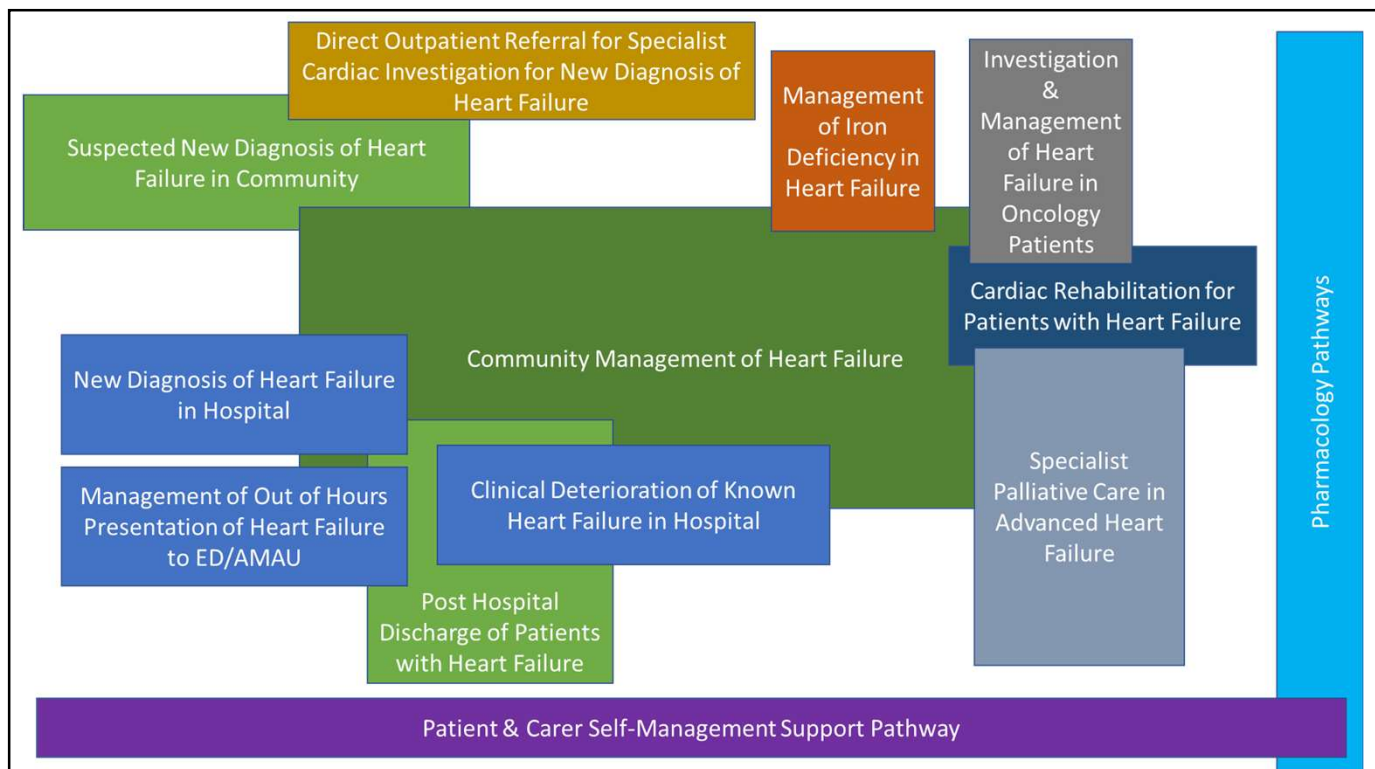 Direct Outpatient Referral for Specialist
Cardiac Investigation for New Diagnosis of
Heart Failure
Suspected New Diagnosis of Heart
Failure in Community
Management
of Iron
Deficiency in
Heart Failure
Investigation
&
Management
of Heart
Failure in
Oncology
Patients
Cardiac Rehabilitation for
Patients with Heart Failure
Community Management of Heart Failure
New Diagnosis of Heart Failure
in Hospital
Management of Out of Hours
Presentation of Heart Failure
to ED/AMAU
Clinical Deterioration of Known
Heart Failure in Hospital
Specialist
Palliative Care in
Advanced Heart
Failure
Post Hospital
Discharge of Patients
with Heart Failure
Pharmacology Pathways
Patient & Carer Self-Management Support Pathway